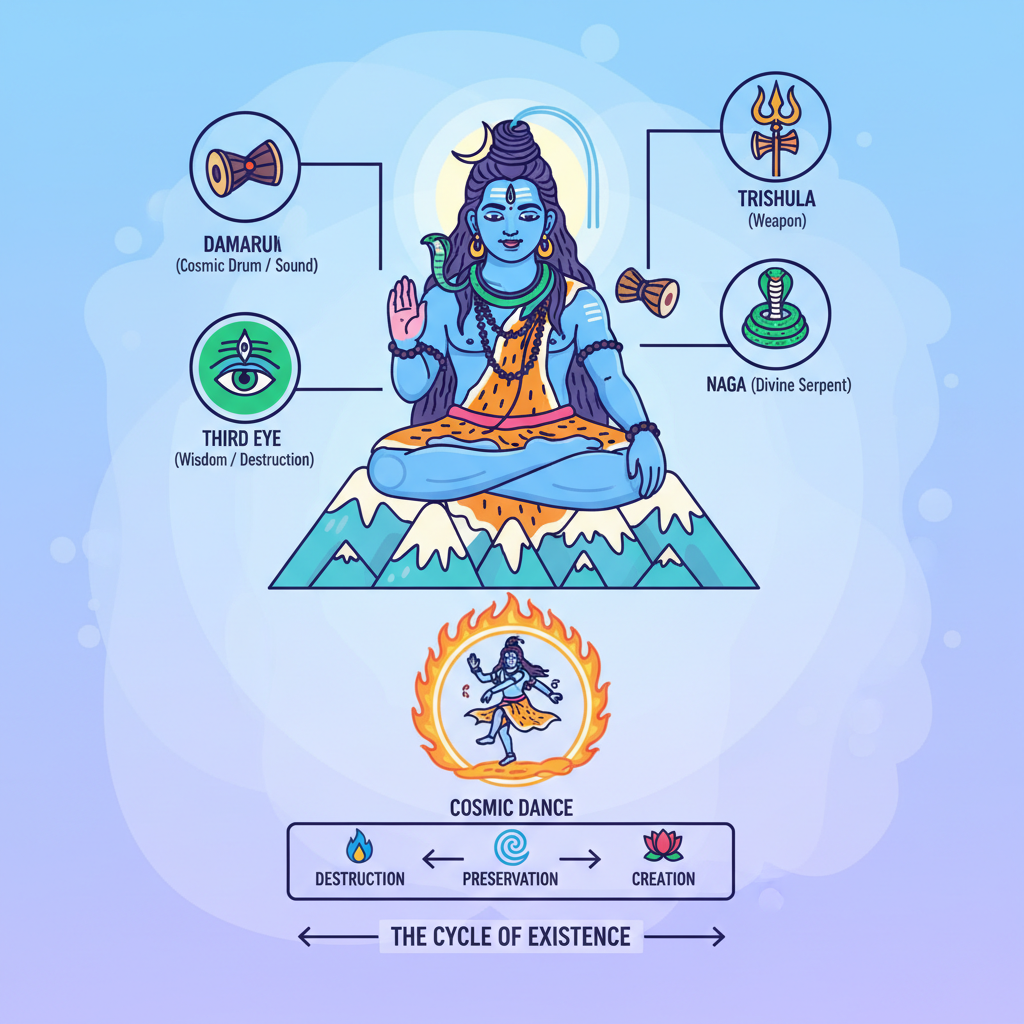 TRISHULA
(Weapon)
(Cosmic Drum / Sound)
NAGA (Divine Serpent)
THIRD EYE
(Wisdom / Destruction)
COSMIC DANCE
DESTRUCTION
PRESERVATION
CREATION
THE CYCLE OF EXISTENCE